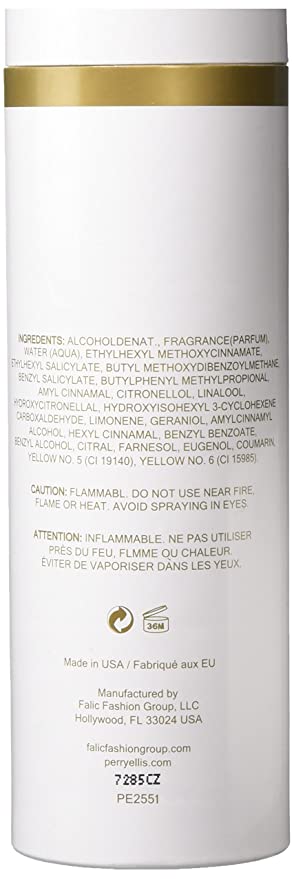 INGREDENTS: ALCOHOLDENAT., FRAGRANCE(PARFUM),
WATER (AQUA), ETHYLHEXYL METHOXYCINNAMATE,
ETHYLHEXYL SALICYLATE, BUTYL METHOXYDIBENZOYLMETHANE,
BENZYL SALICYLATE, BUTYLPHENYL METHYLPROPIONAL,
AMYL CINNAMAL, CITRONELLOL, LINALOOL,
HYDROXYCITRONELLAL, HYDROXYISOHEXYL 3-CYCLOHEXENE
CARBOXALDEHYDE, LIMONENE, GERANIOL, AMYLCINNAMYL
ALCOHOL, HEXYL CINNAMAL, BENZYL BENZOATE,
BENZYL ALCOHOL, CITRAL, FARNESOL, EUGENOL, COUMARIN,
YELLOW NO. 5 (CI 19140), YELLOW NO. 6 (CI 15985).
CAUTION: FLAMMABL. DO NOT USE NEAR FIRE,
FLAME OR HEAT. AVOID SPRAYING IN EYES.
ATTENTION: INFLAMMABLE. NE PAS UTILISER
PRÈS DU FEU, FLMME OU CHALEUR.
ÉVITER DE VAPORISER DANS LES YEUX.
36M
Made in USA / Fabriqué aux EU
Manufactured by
Falic Fashion Group, LLC
Hollywood, FL 33024 USA
falicfashiongroup.com
perryellis.com
7285CZ
PE2551